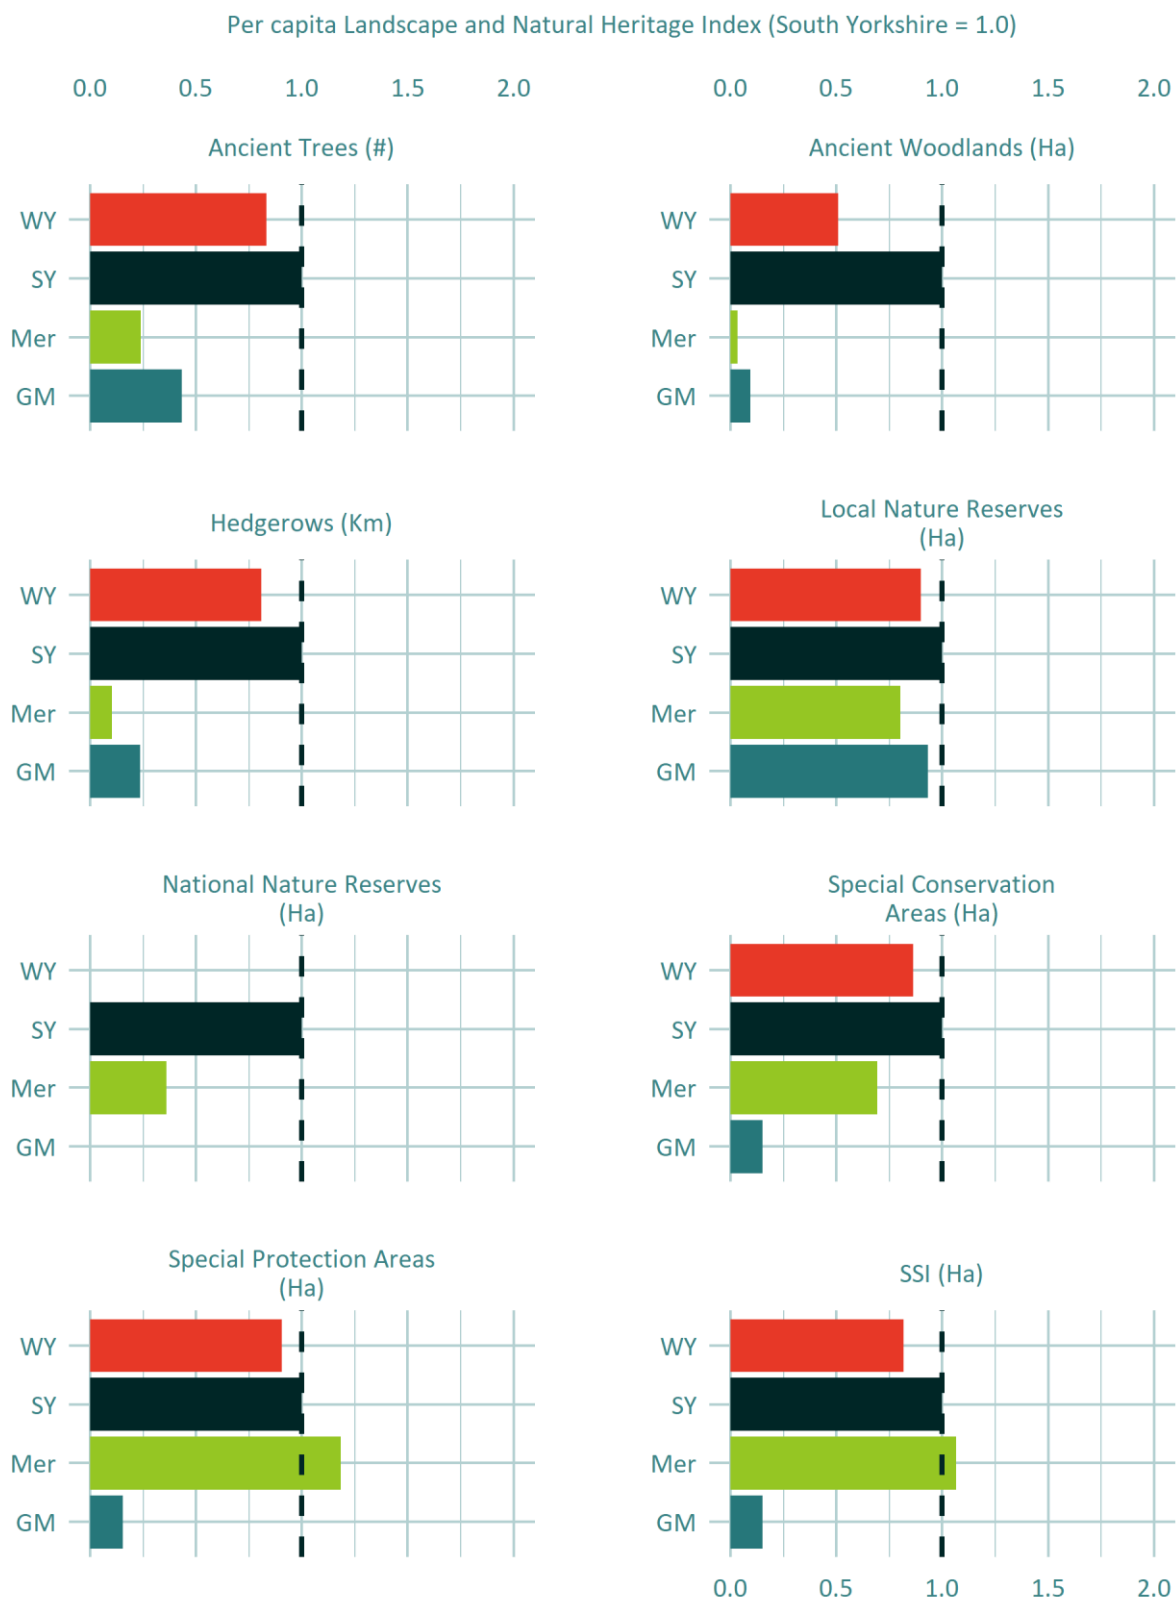 Per capita Landscape and Natural Heritage Index (South Yorkshire = 1.0)
0.0 0.5 1.0 1.5 2.0 0.0 0.5 1.0 1.5 2.0
Ancient Trees (#)
WY
SY
Mer
GM
Ancient Woodlands (Ha)
WY
SY
Mer
GM
Hedgerows (Km)
WY
SY
Mer
GM
Local Nature Reserves
(Ha)
WY
SY
Mer
GM
National Nature Reserves
(Ha)
WY
SY
Mer
GM
Special Conservation
Areas (Ha)
WY
SY
Mer
GM
Special Protection Areas
(Ha)
WY
SY
Mer
GM
SSI (Ha)
WY
SY
Mer
GM
0.0 0.5 1.0 1.5 2.0